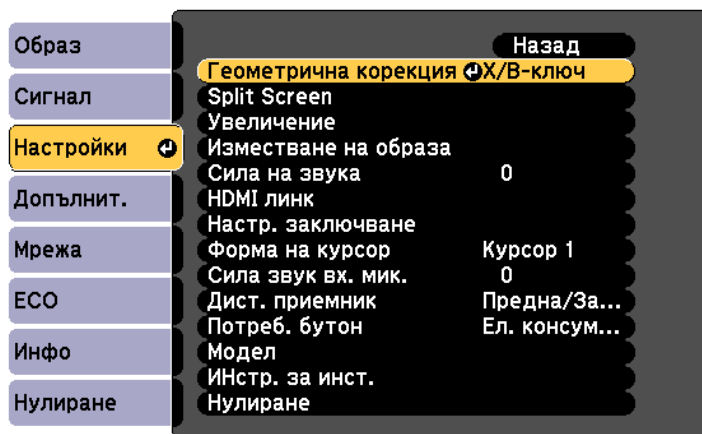 Образ
Сигнал
Настройки
Допълнит.
Мрежа
ECO
Инфо
Нулиране
Назад
Геометрична корекция Х/В-ключ
Split Screen
Увеличение
Изместване на образа
Сила на звука 0
HDMI линк
Настр. заключване
Форма на курсор Курсор 1
Сила звук вх. мик. 0
Дист. приемник Предна/За...
Потреб. бутон Ел. консум...
Модел
ИНстр. за инст.
Нулиране